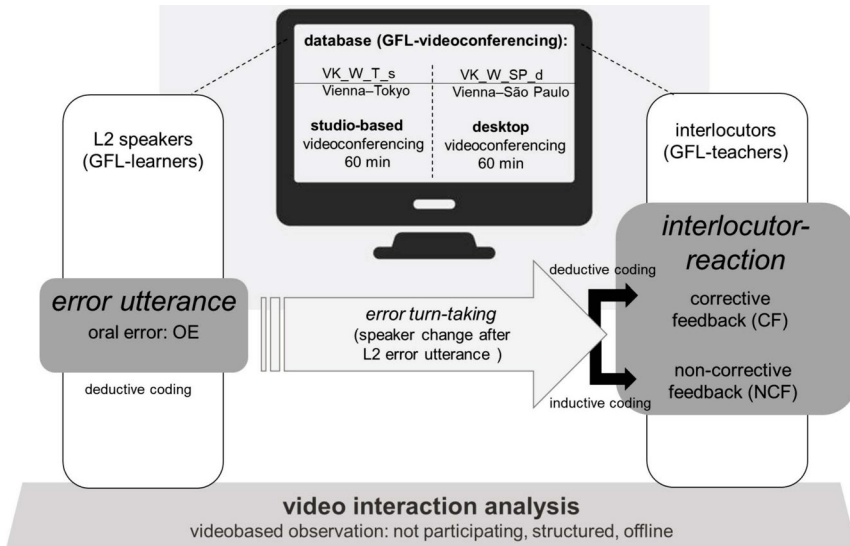 database (GFL-videoconferencing):
VK_W_T_s
Vienna–Tokyo
studio-based
videoconferencing
60 min
VK_W_SP_d
Vienna–São Paulo
desktop
videoconferencing
60 min
L2 speakers
(GFL-learners)
error utterance
oral error: OE
deductive coding
error turn-taking
(speaker change after
L2 error utterance )
interlocutors
(GFL-teachers)
interlocutor-
reaction
deductive coding
corrective
feedback (CF)
non-corrective
feedback (NCF)
inductive coding
video interaction analysis
videobased observation: not participating, structured, offline